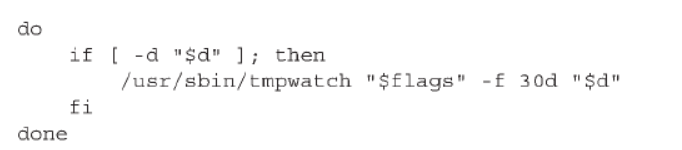 do
if [ -d "$d" ]; then
/usr/sbin/tmpwatch "$flags" -f 30d "$d"
fi
done